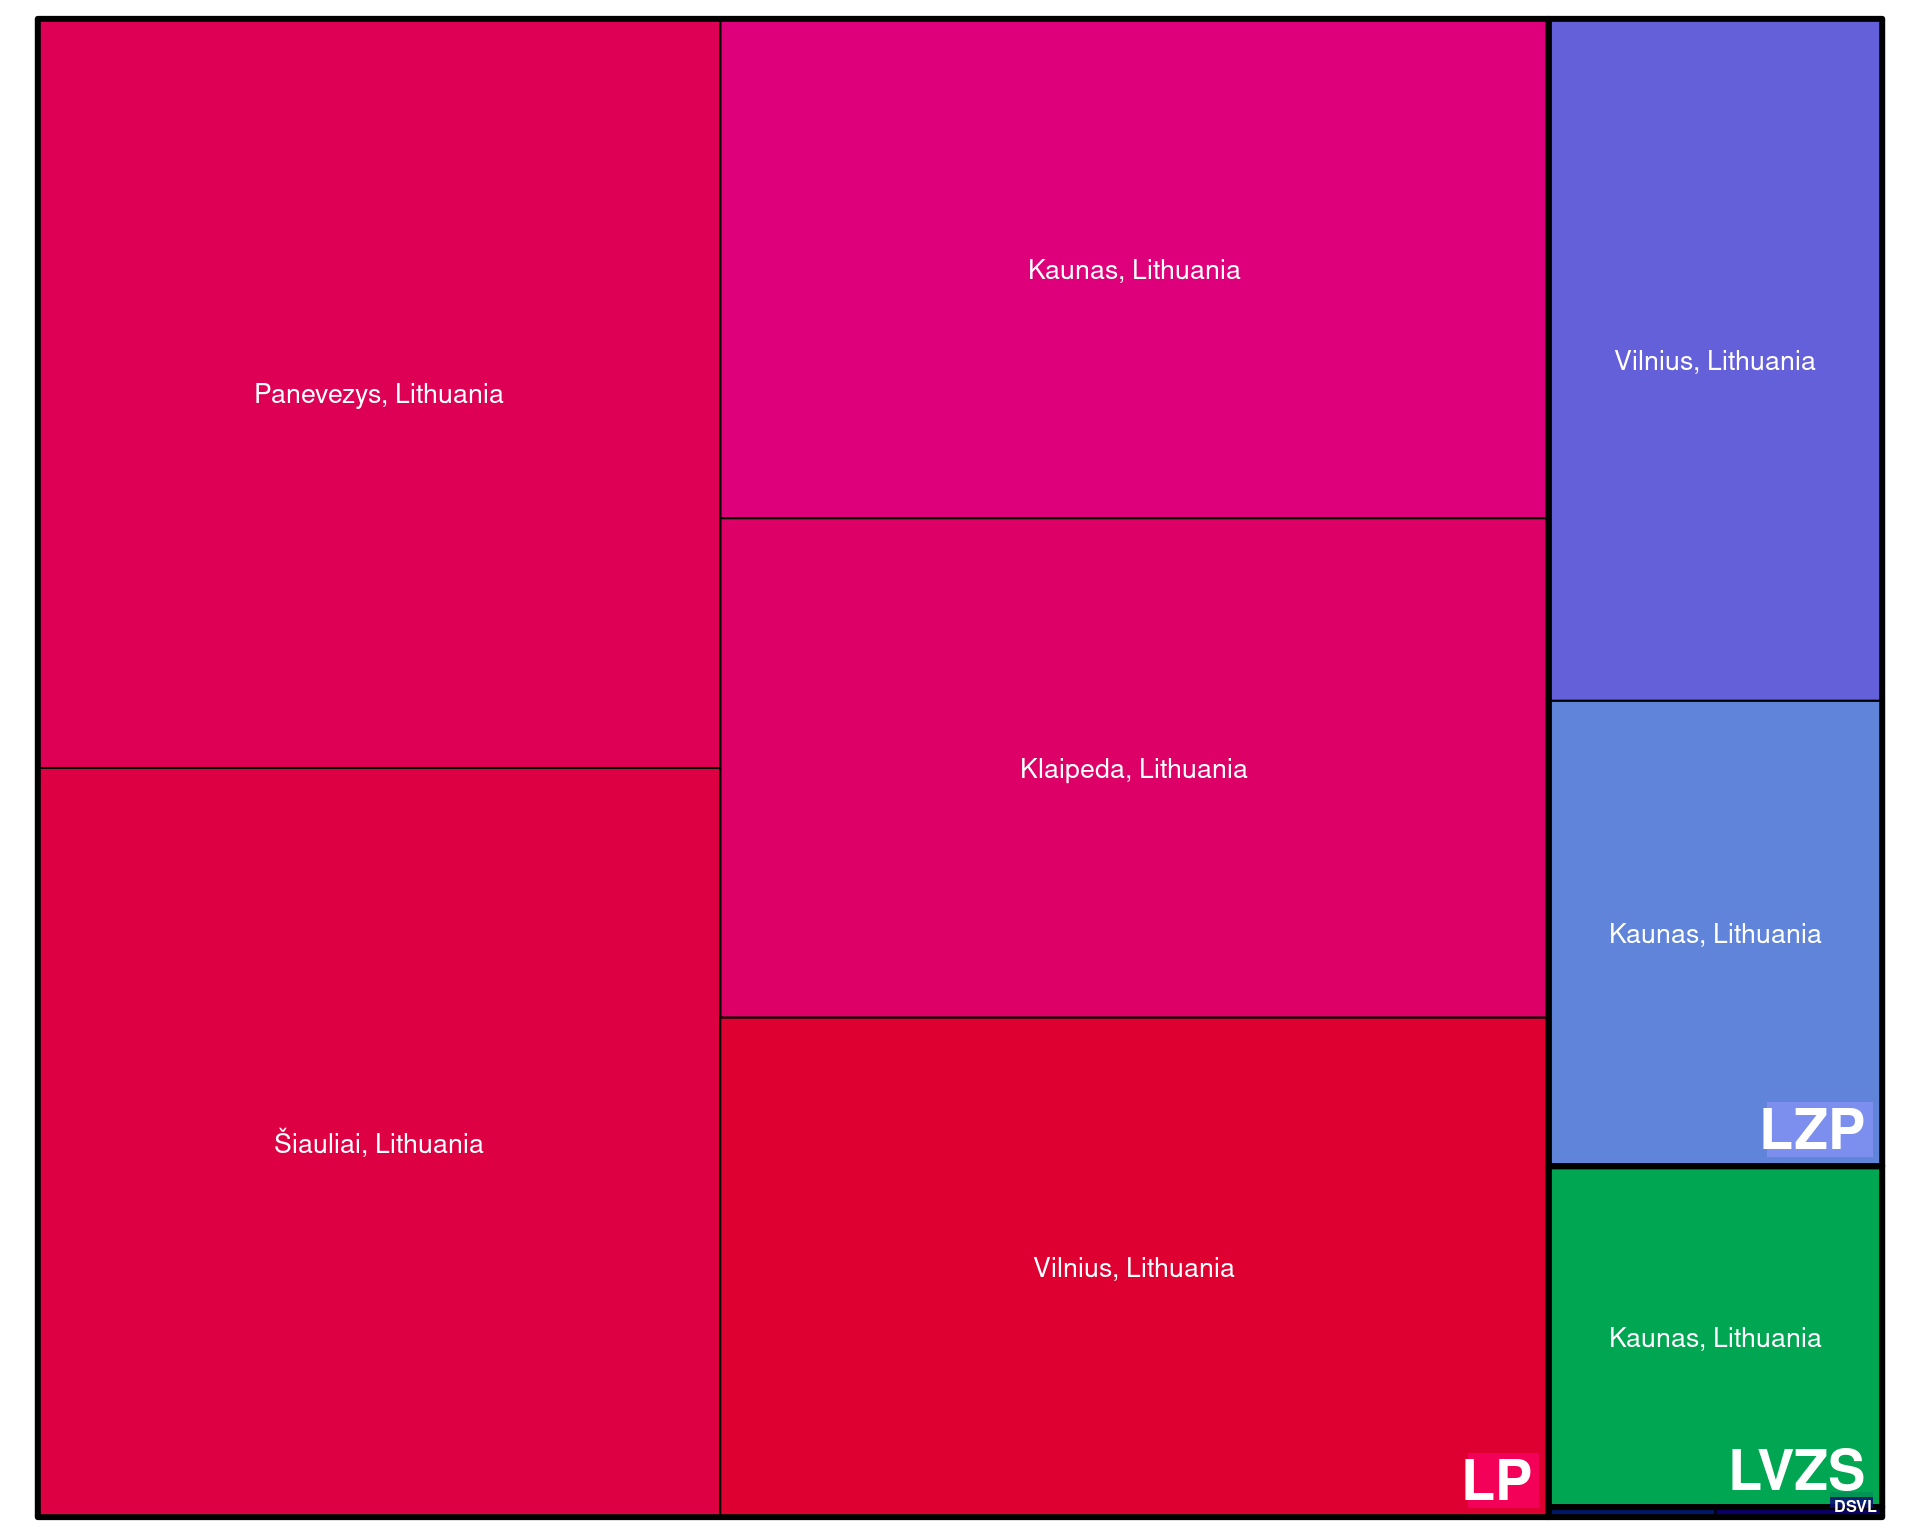 Panevezys, Lithuania
Šiauliai, Lithuania
Kaunas, Lithuania
Klaipeda, Lithuania
Vilnius, Lithuania
LP
Vilnius, Lithuania
Kaunas, Lithuania
LZP
Kaunas, Lithuania
LVZS
DSVL